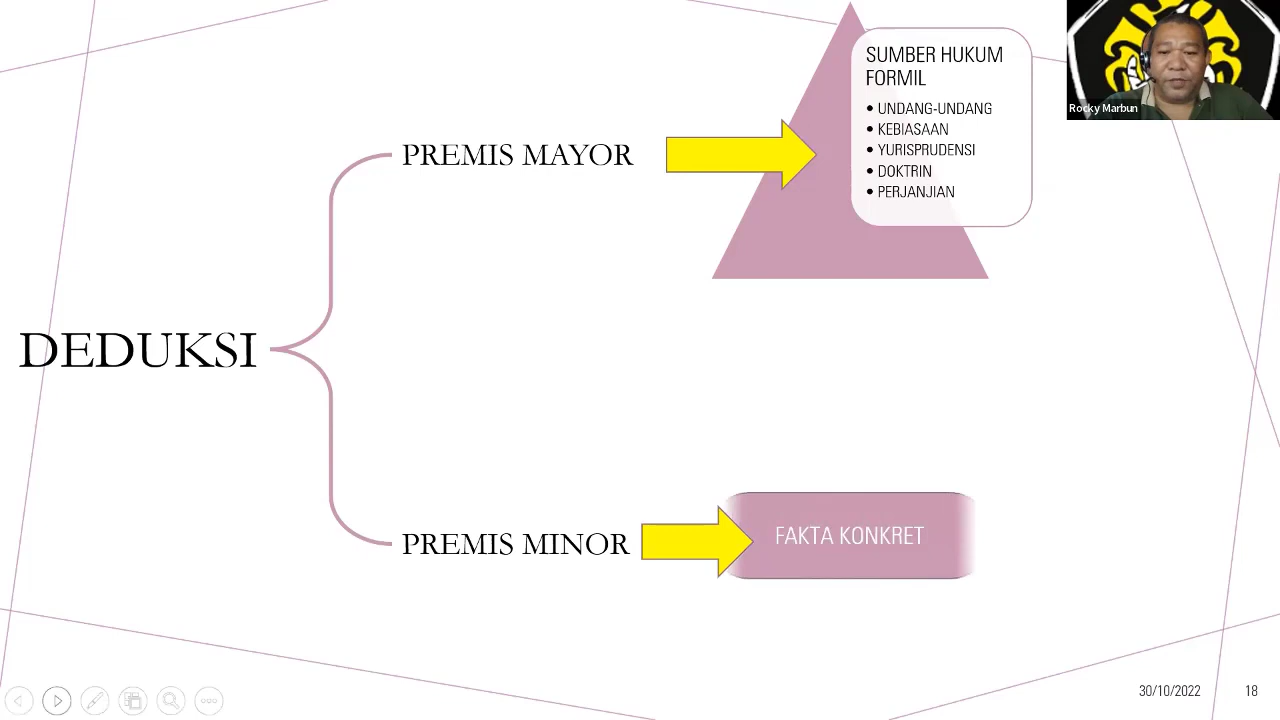 SUMBER HUKUM
FORMIL
• UNDANG-UNDANG
• KEBIASAAN
• YURISPRUDENSI
• DOKTRIN
• PERJANJIAN
Rocky Marbun
PREMIS MAYOR
DEDUKSI
PREMIS MINOR
FAKTA KONKRET
30/10/2022
18